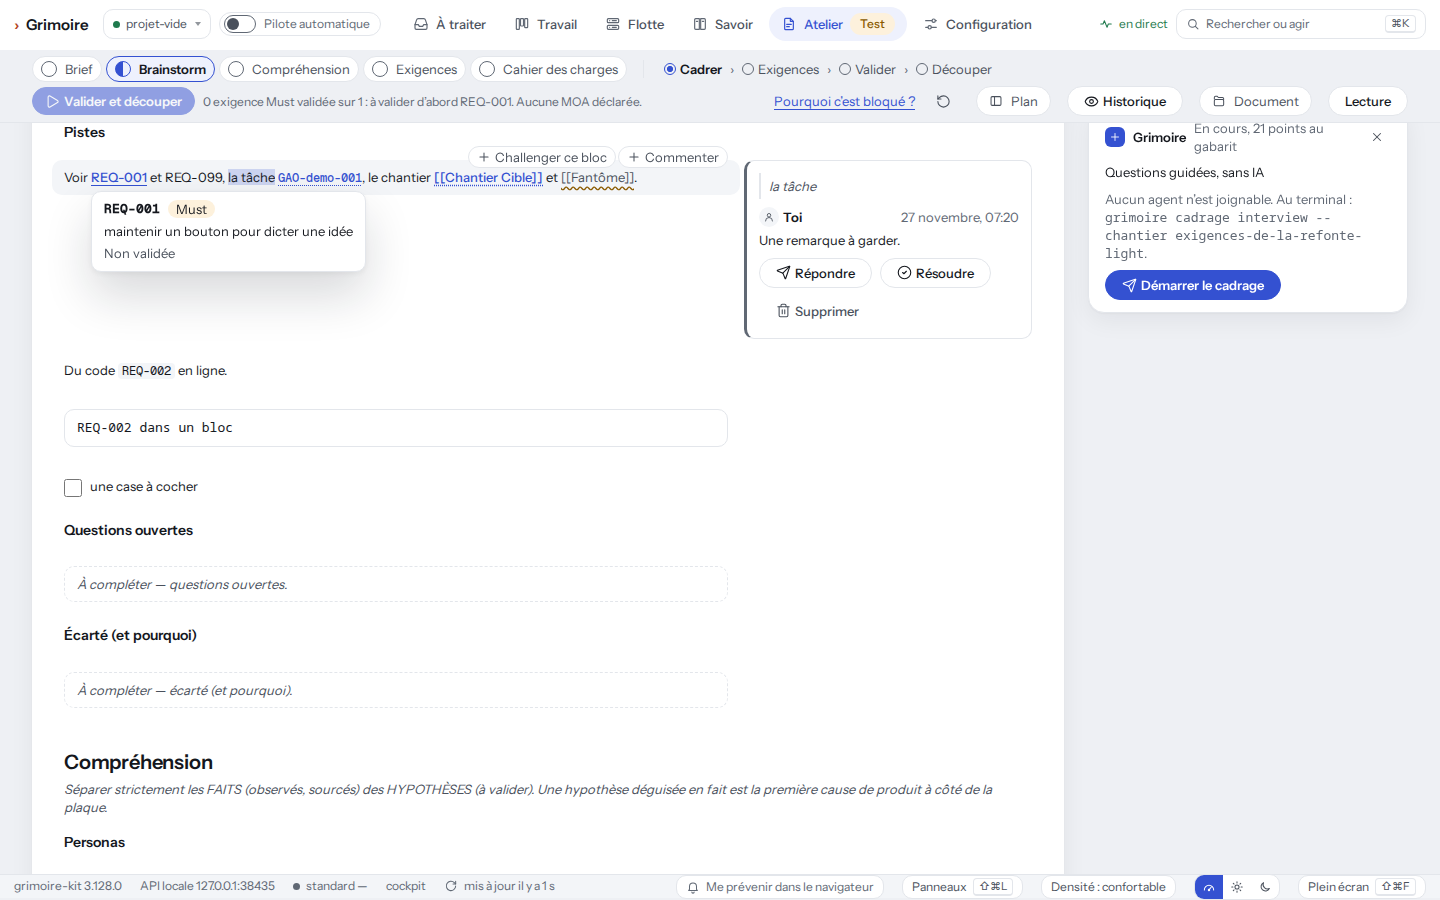 › Grimoire projet-vide Pilote automatique À traiter Travail Flotte Savoir Atelier Test Configuration en direct Rechercher ou agir ⌘K
Brief Brainstorm Compréhension Exigences Cahier des charges Cadrer › Exigences › Valider › Découper
Valider et découper 0 exigence Must validée sur 1 : à valider d'abord REQ-001. Aucune MOA déclarée. Pourquoi c'est bloqué ? Plan Historique Document Lecture
Pistes
Challenger ce bloc Commenter
Voir REQ-001 et REQ-099, la tâche GAO-demo-001, le chantier [[Chantier Cible]] et [[Fantôme]].
REQ-001 Must
maintenir un bouton pour dicter une idée
Non validée
la tâche
Toi 27 novembre, 07:20
Une remarque à garder.
Répondre Résoudre
Supprimer
Grimoire En cours, 21 points au
gabarit
Questions guidées, sans IA
Aucun agent n'est joignable. Au terminal :
grimoire cadrage interview --
chantier exigences-de-la-refonte-
light.
Démarrer le cadrage
Du code REQ-002 en ligne.
REQ-002 dans un bloc
une case à cocher
Questions ouvertes
À compléter — questions ouvertes.
Écarté (et pourquoi)
À compléter — écarté (et pourquoi).
Compréhension
Séparer strictement les FAITS (observés, sourcés) des HYPOTHÈSES (à valider). Une hypothèse déguisée en fait est la première cause de produit à côté de la
plaque.
Personas
grimoire-kit 3.128.0 API locale 127.0.0.1:38435 standard — cockpit mis à jour il y a 1 s Me prévenir dans le navigateur Panneaux ⇧⌘L Densité : confortable Plein écran ⇧⌘F